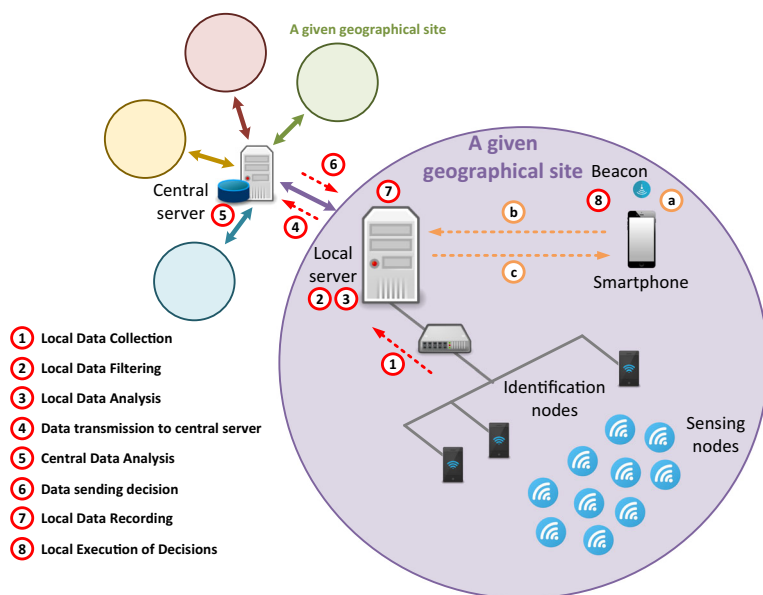 A given geographical site
A given
geographical site
6
7
Beacon
8
a
Central
server
5
4
b
Local
server
2
3
c
Smartphone
1
Identification
nodes
Sensing
nodes
1 Local Data Collection
2 Local Data Filtering
3 Local Data Analysis
4 Data transmission to central server
5 Central Data Analysis
6 Data sending decision
7 Local Data Recording
8 Local Execution of Decisions